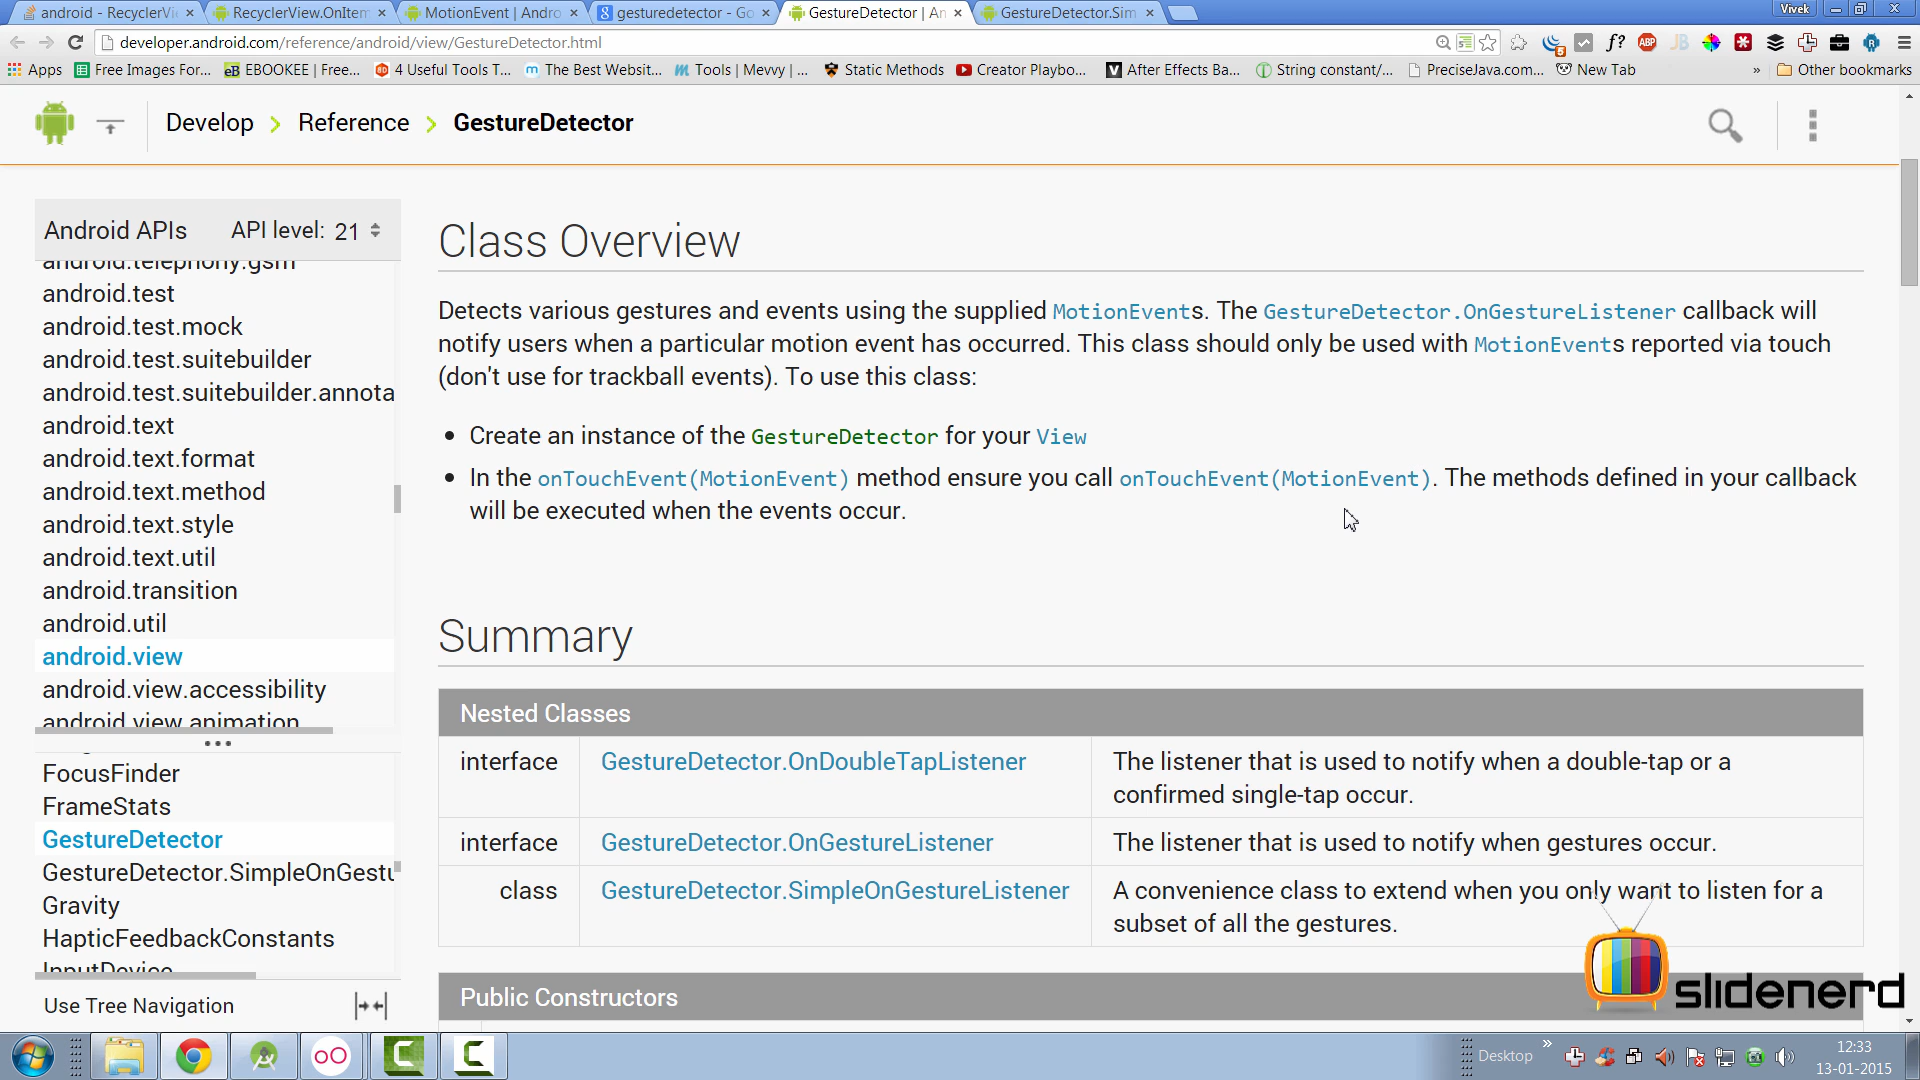 android - RecyclerVi
RecyclerView.OnItem
MotionEvent | Andro
gesturedetector - Go
GestureDetector | An
GestureDetector.Sim
Vivek
developer.android.com/reference/android/view/GestureDetector.html
f?
ABP
JB
5
R
Apps
Free Images For...
eB EBOOKEE | Free...
4 Useful Tools T...
m The Best Websit...
Tools | Mevvy | ...
Static Methods
Creator Playbo...
V After Effects Ba...
String constant/...
PreciseJava.com...
New Tab
»
Other bookmarks
Develop > Reference > GestureDetector
Android APIs API level: 21
android.telephony.gsm
android.test
android.test.mock
android.test.suitebuilder
android.test.suitebuilder.annota
android.text
android.text.format
android.text.method
android.text.style
android.text.util
android.transition
android.util
android.view
android.view.accessibility
android.view.animation
FocusFinder
FrameStats
GestureDetector
GestureDetector.SimpleOnGestu
Gravity
HapticFeedbackConstants
InputDevice
Use Tree Navigation
Class Overview
Detects various gestures and events using the supplied MotionEvents. The GestureDetector.OnGestureListener callback will
notify users when a particular motion event has occurred. This class should only be used with MotionEvents reported via touch
(don't use for trackball events). To use this class:
• Create an instance of the GestureDetector for your View
• In the onTouchEvent(MotionEvent) method ensure you call onTouchEvent(MotionEvent). The methods defined in your callback
will be executed when the events occur.
Summary
Nested Classes
interface GestureDetector.OnDoubleTapListener The listener that is used to notify when a double-tap or a
confirmed single-tap occur.
interface GestureDetector.OnGestureListener The listener that is used to notify when gestures occur.
class GestureDetector.SimpleOnGestureListener A convenience class to extend when you only want to listen for a
subset of all the gestures.
Public Constructors
slidenerd
Desktop
»
12:33
13-01-2015